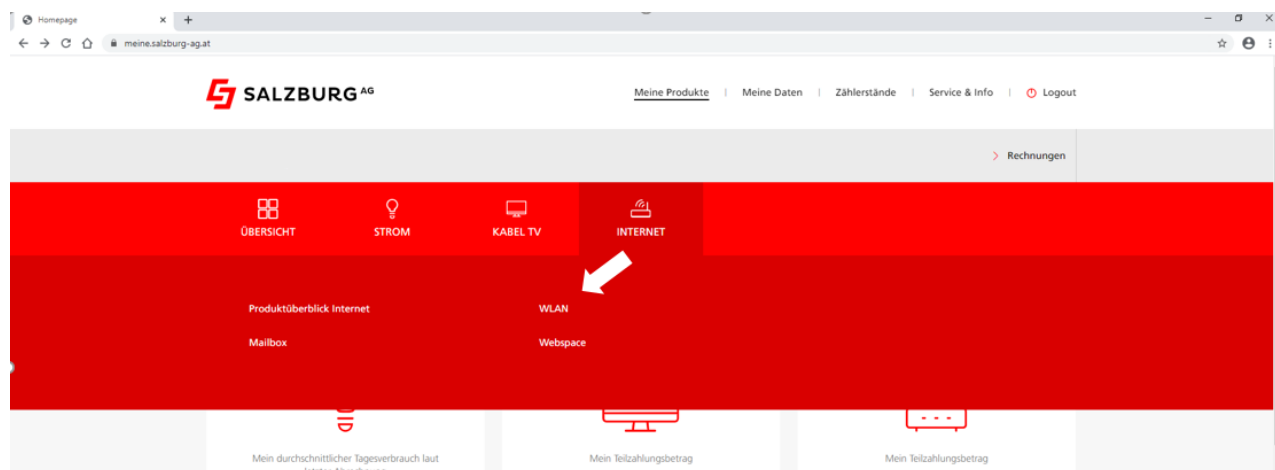 Homepage
meine.salzburg-ag.at
SALZBURG AG
Meine Produkte | Meine Daten | Zählerstände | Service & Info | Logout
Rechnungen
ÜBERSICHT STROM KABEL TV INTERNET
Produktüberblick Internet WLAN
Mailbox Webspace
Mein durchschnittlicher Tagesverbrauch laut Mein Teilzahlungsbetrag Mein Teilzahlungsbetrag